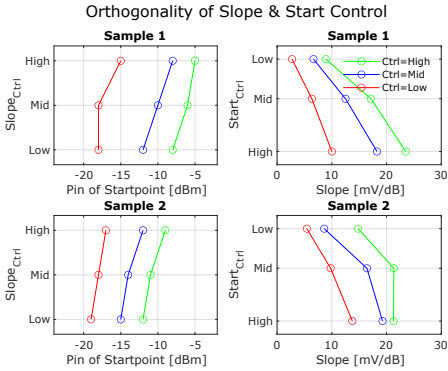 Orthogonality of Slope & Start Control
Sample 1
High
Mid
Low
Slope_Ctrl
-20 -15 -10 -5
Pin of Startpoint [dBm]
Sample 1
Ctrl=High
Ctrl=Mid
Ctrl=Low
Low
Mid
High
Start_Ctrl
0 10 20 30
Slope [mV/dB]
Sample 2
High
Mid
Low
Slope_Ctrl
-20 -15 -10 -5
Pin of Startpoint [dBm]
Sample 2
Low
Mid
High
Start_Ctrl
0 10 20 30
Slope [mV/dB]